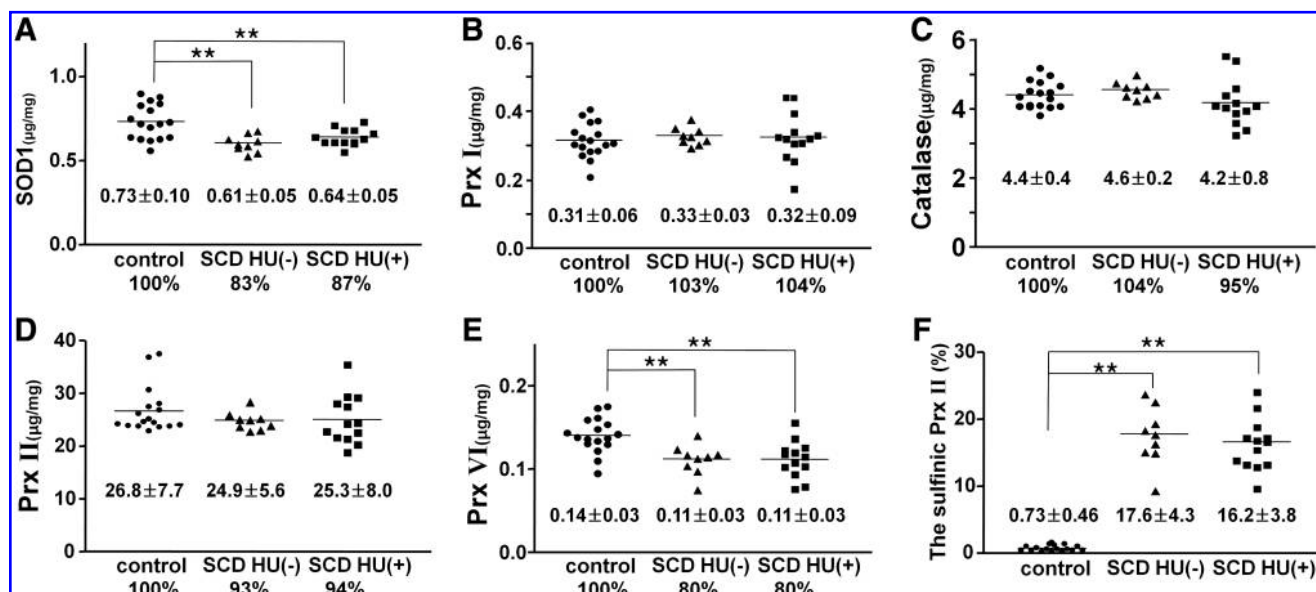 A
**
**
SOD1(μg/mg)
1.0
0.5
0.0
0.73±0.10 0.61±0.05 0.64±0.05
control SCD HU(-) SCD HU(+)
100% 83% 87%
B
Prx I(μg/mg)
0.6
0.4
0.2
0.0
0.31±0.06 0.33±0.03 0.32±0.09
control SCD HU(-) SCD HU(+)
100% 103% 104%
C
Catalase(μg/mg)
6
4
2
0
4.4±0.4 4.6±0.2 4.2±0.8
control SCD HU(-) SCD HU(+)
100% 104% 95%
D
Prx II(μg/mg)
40
30
20
10
0
26.8±7.7 24.9±5.6 25.3±8.0
control SCD HU(-) SCD HU(+)
100% 93% 94%
E
**
**
Prx VI(μg/mg)
0.2
0.1
0.0
0.14±0.03 0.11±0.03 0.11±0.03
control SCD HU(-) SCD HU(+)
100% 80% 80%
F
**
**
The sulfinic Prx II (%)
30
20
10
0
0.73±0.46 17.6±4.3 16.2±3.8
control SCD HU(-) SCD HU(+)